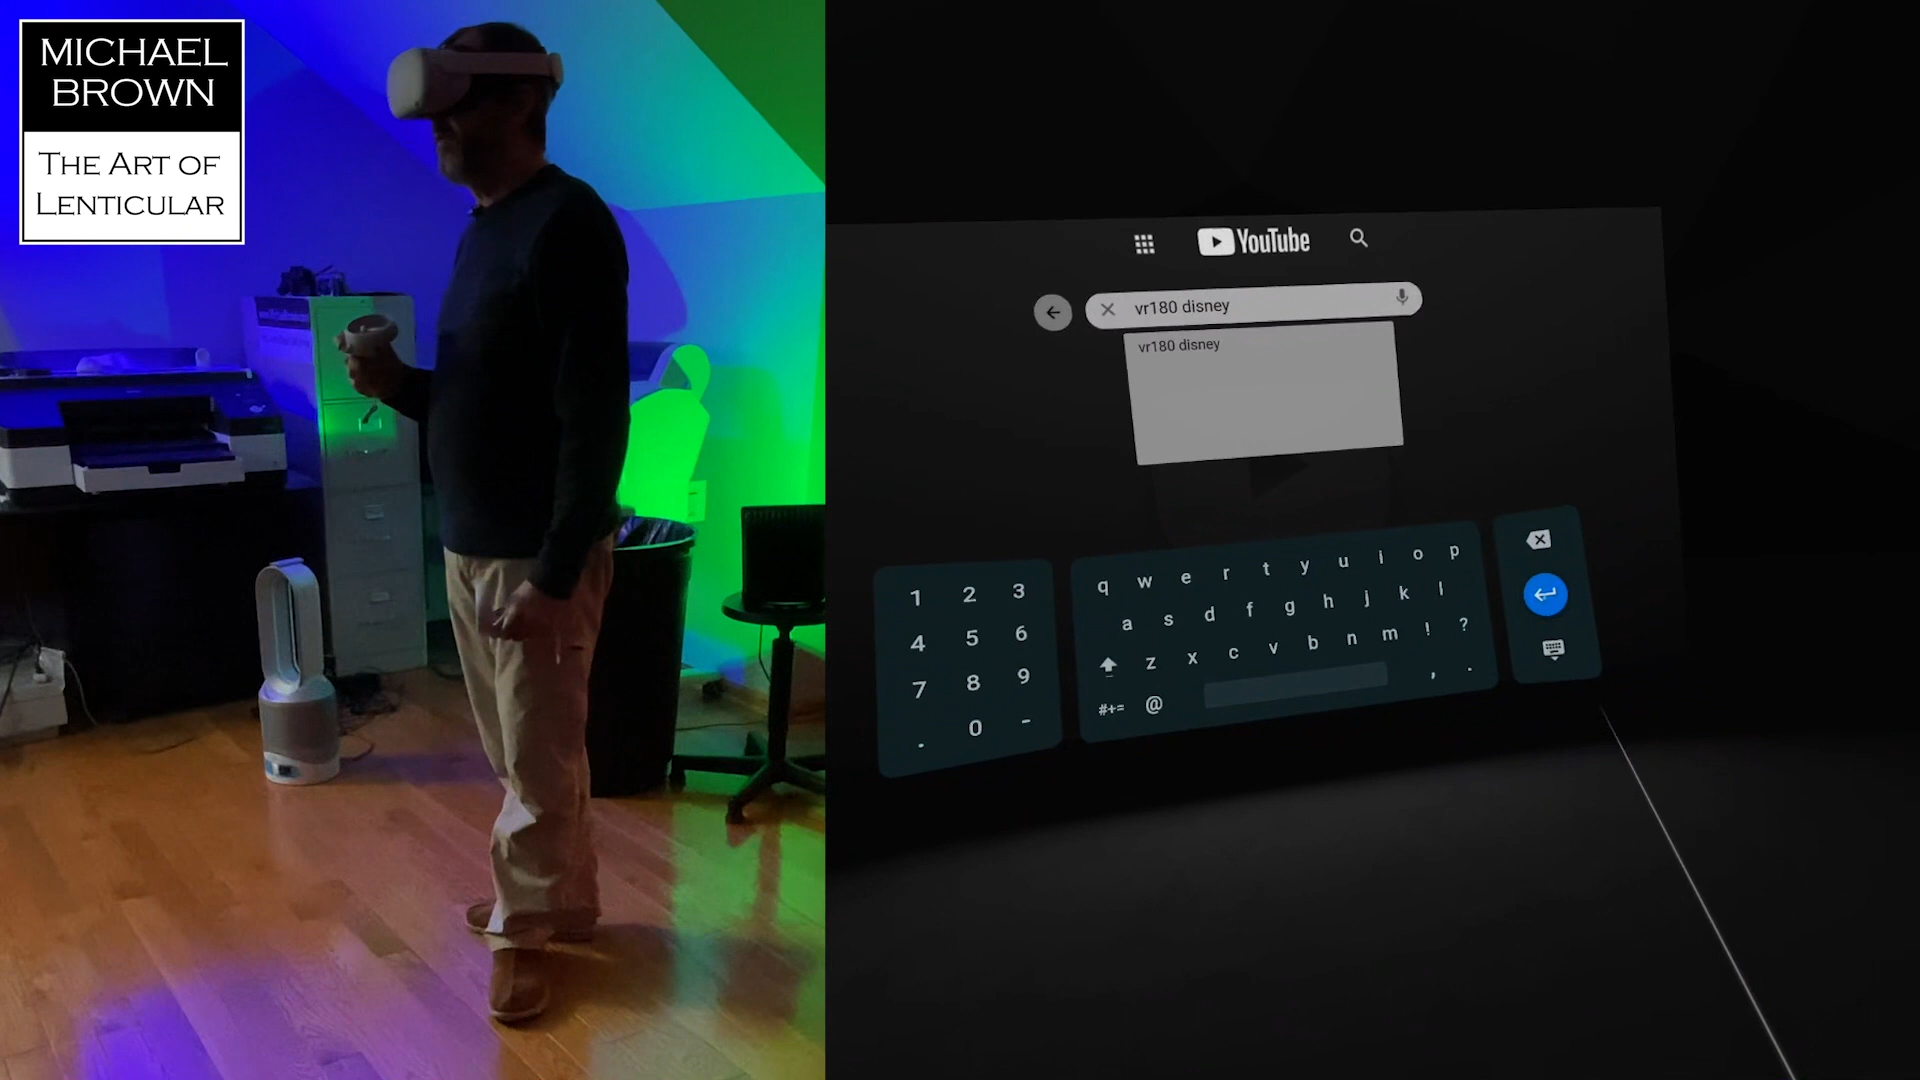 MICHAEL
BROWN
THE ART OF
LENTICULAR
YouTube
vr180 disney
vr180 disney
1 2 3
4 5 6
7 8 9
. 0 -
q w e r t y u i o p
a s d f g h j k l
z x c v b n m ! ?
#+= @ , .